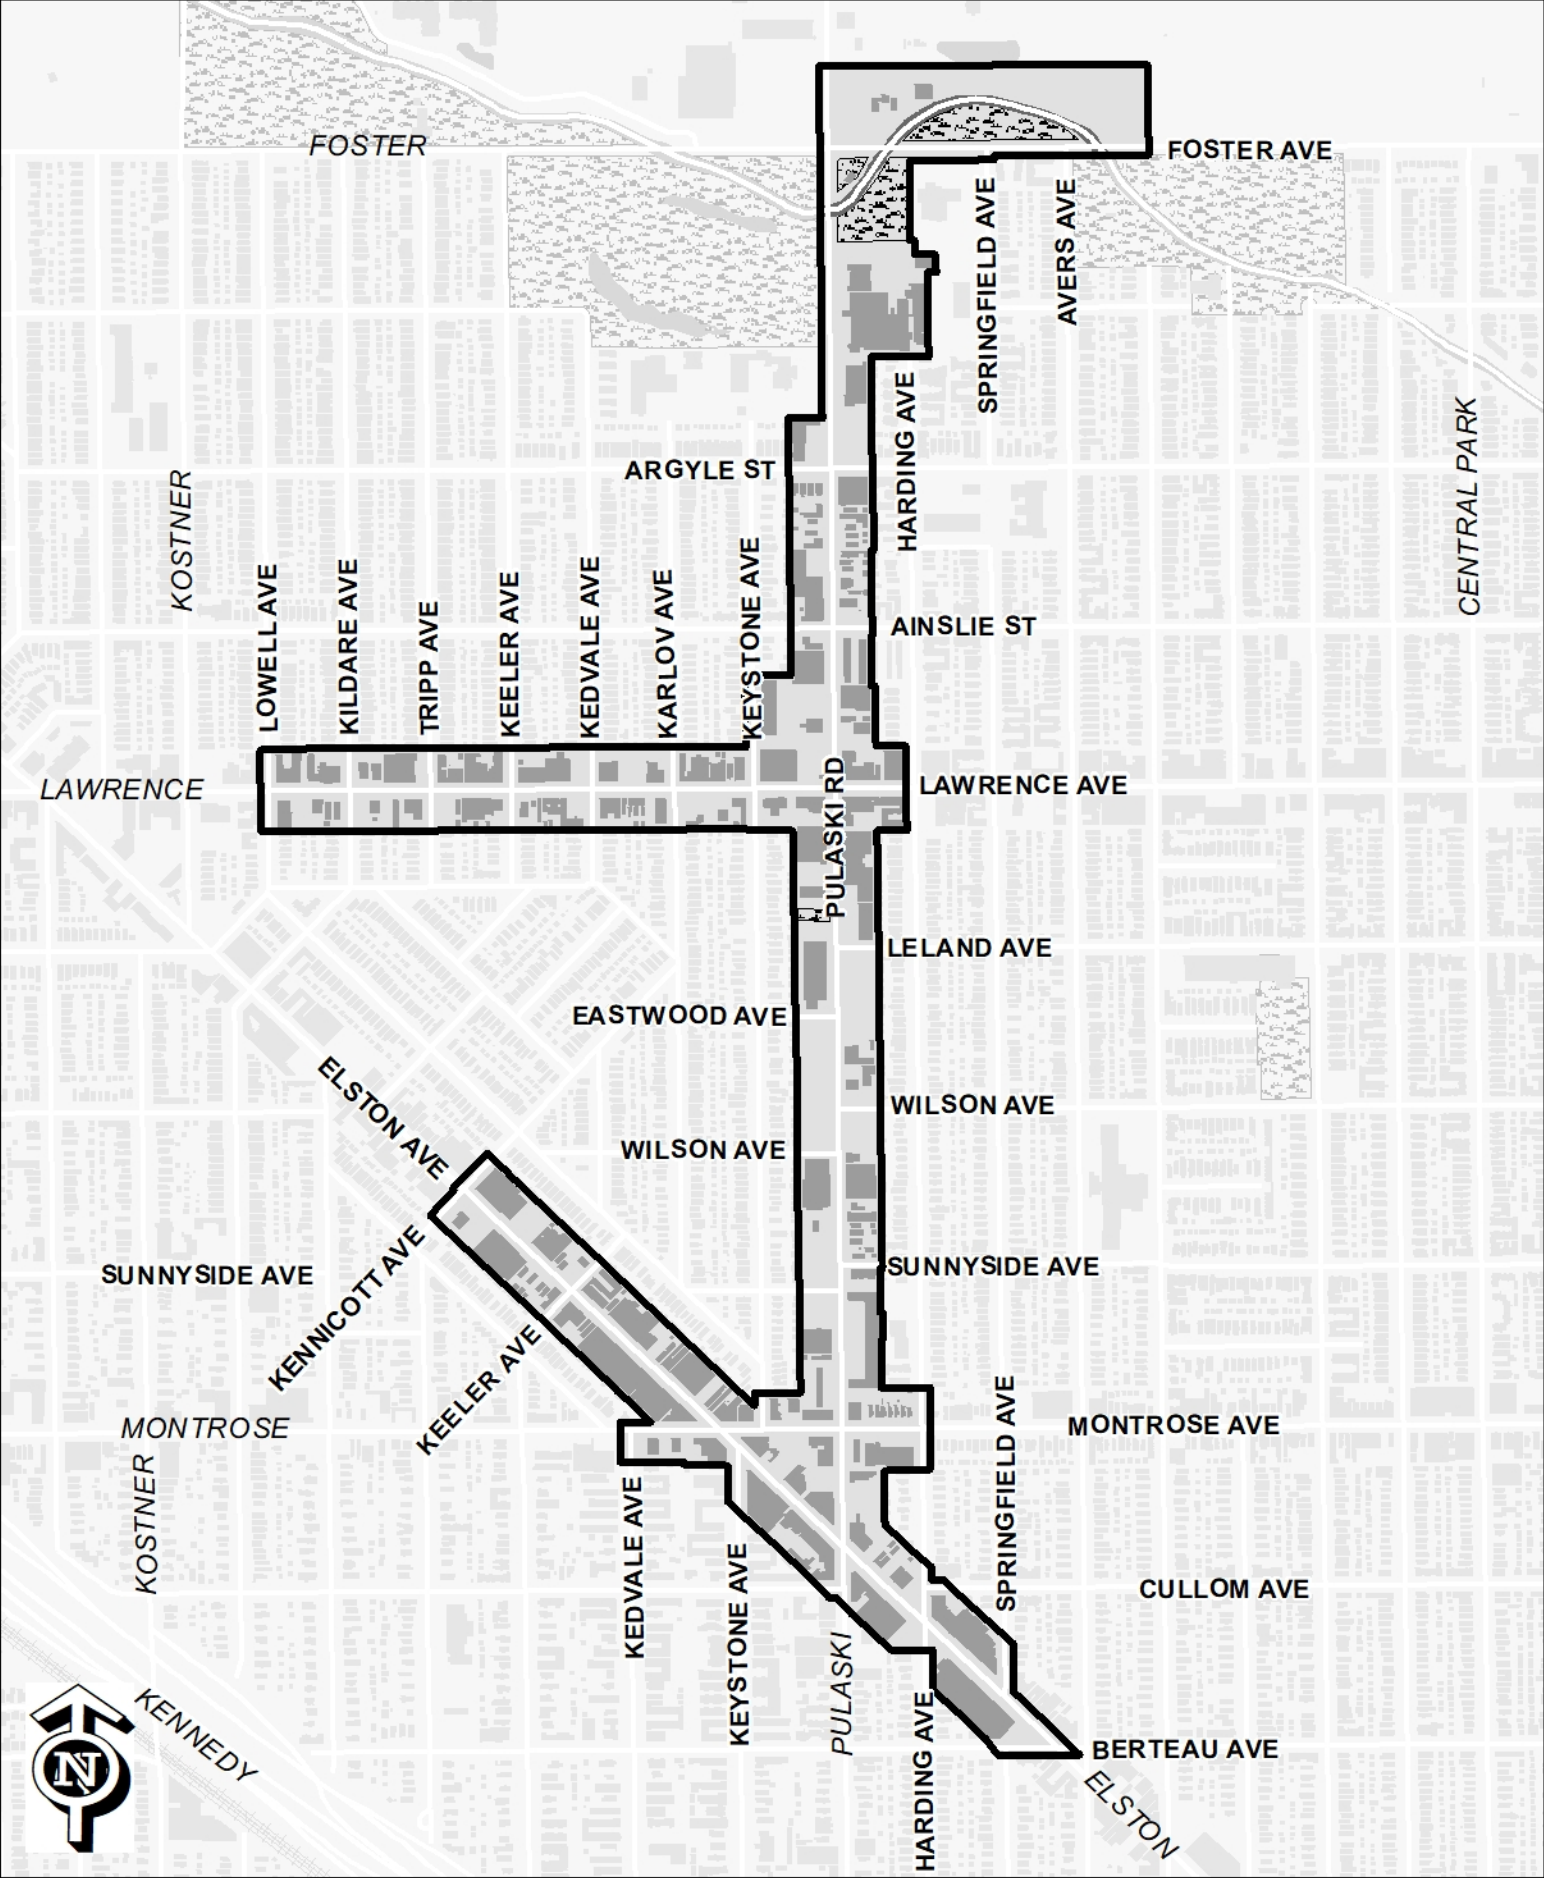 FOSTER
FOSTER AVE
SPRINGFIELD AVE
AVERS AVE
HARDING AVE
CENTRAL PARK
ARGYLE ST
KOSTNER
LOWELL AVE
KILDARE AVE
TRIPP AVE
KEELER AVE
KEDVALE AVE
KARLOV AVE
KEYSTONE AVE
AINSLIE ST
LAWRENCE
LAWRENCE AVE
PULASKI RD
LELAND AVE
EASTWOOD AVE
ELSTON AVE
WILSON AVE
WILSON AVE
SUNNYSIDE AVE
KENNICOTT AVE
SUNNYSIDE AVE
KEELER AVE
MONTROSE
MONTROSE AVE
KOSTNER
SPRINGFIELD AVE
KEDVALE AVE
KEYSTONE AVE
CULLOM AVE
PULASKI
HARDING AVE
KENNEDY
N
BERTEAU AVE
ELSTON